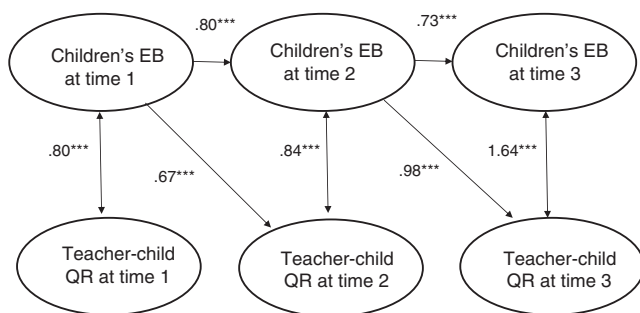 .80***
.73***
Children’s EB
at time 1
Children’s EB
at time 2
Children’s EB
at time 3
.80***
.67***
.84***
.98***
1.64***
Teacher-child
QR at time 1
Teacher-child
QR at time 2
Teacher-child
QR at time 3